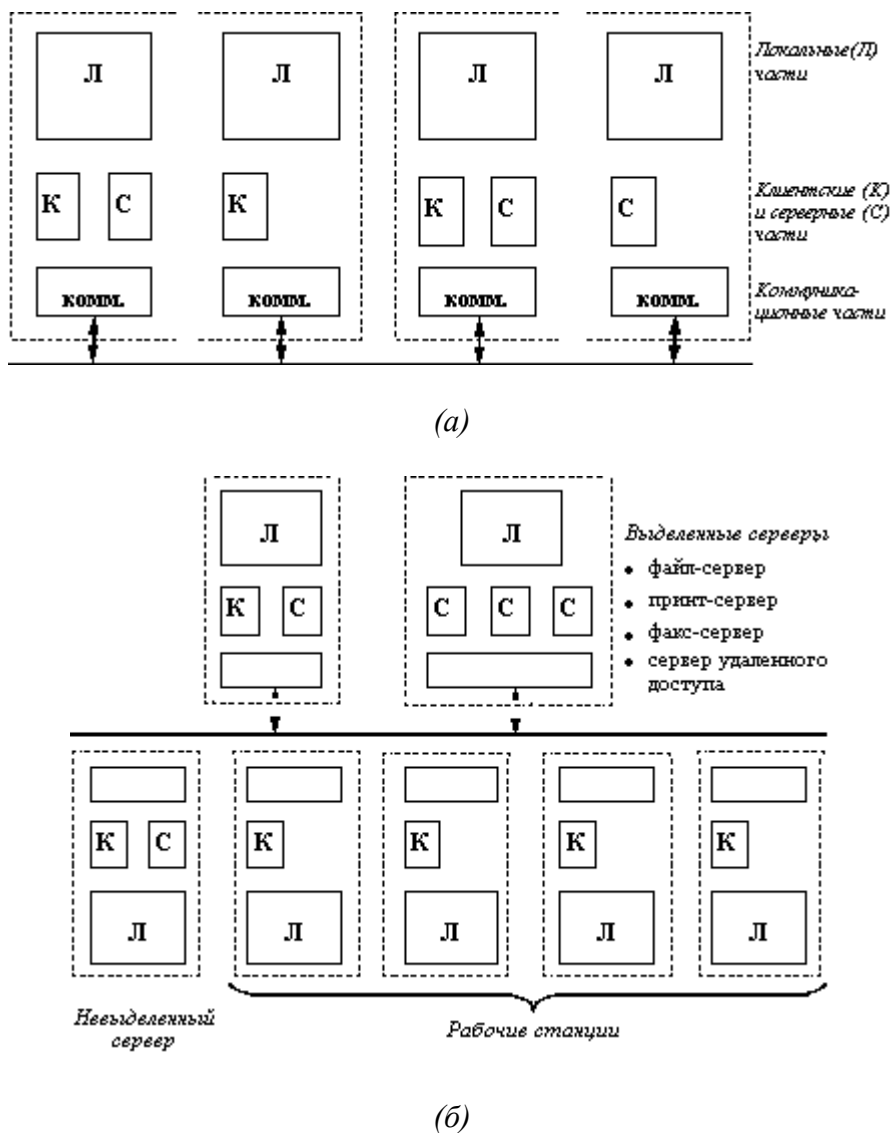 Л Л Л Л
Локальные (Л)
части
К С К К С С
Клиентские (К)
и серверные (С)
части
комм. комм. комм. комм.
Коммуника-
ционные части
(а)
Л Л
Выделенные серверы
• файл-сервер
К С С С С
• принт-сервер
• факс-сервер
• сервер удаленного
доступа
К С К К К К
Л Л Л Л Л
Невыделенный
сервер
Рабочие станции
(б)